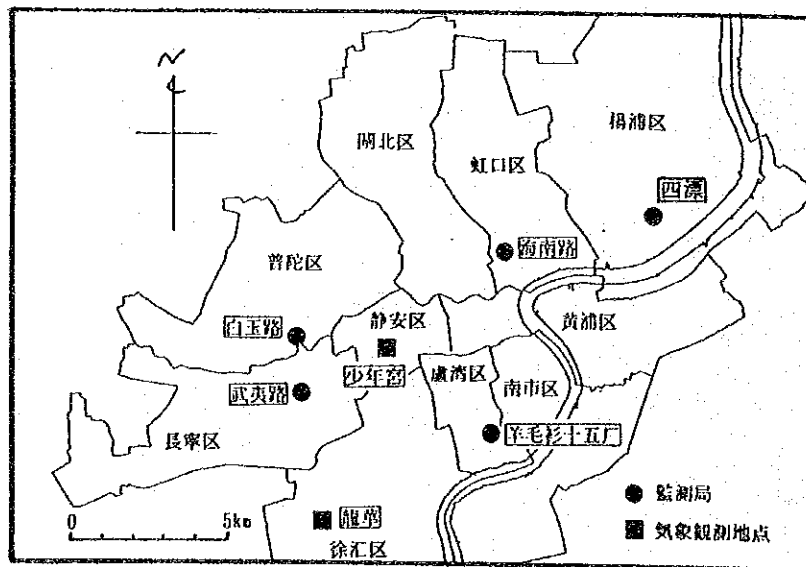 N
閘北区
楊浦区
虹口区
四漂
海南路
普陀区
静安区
黄浦区
白玉路
少年宮
盧湾区
南市区
武夷路
羊毛衫十五厂
長寧区
0
5km
龍華
徐汇区
監測局
気象観測地点